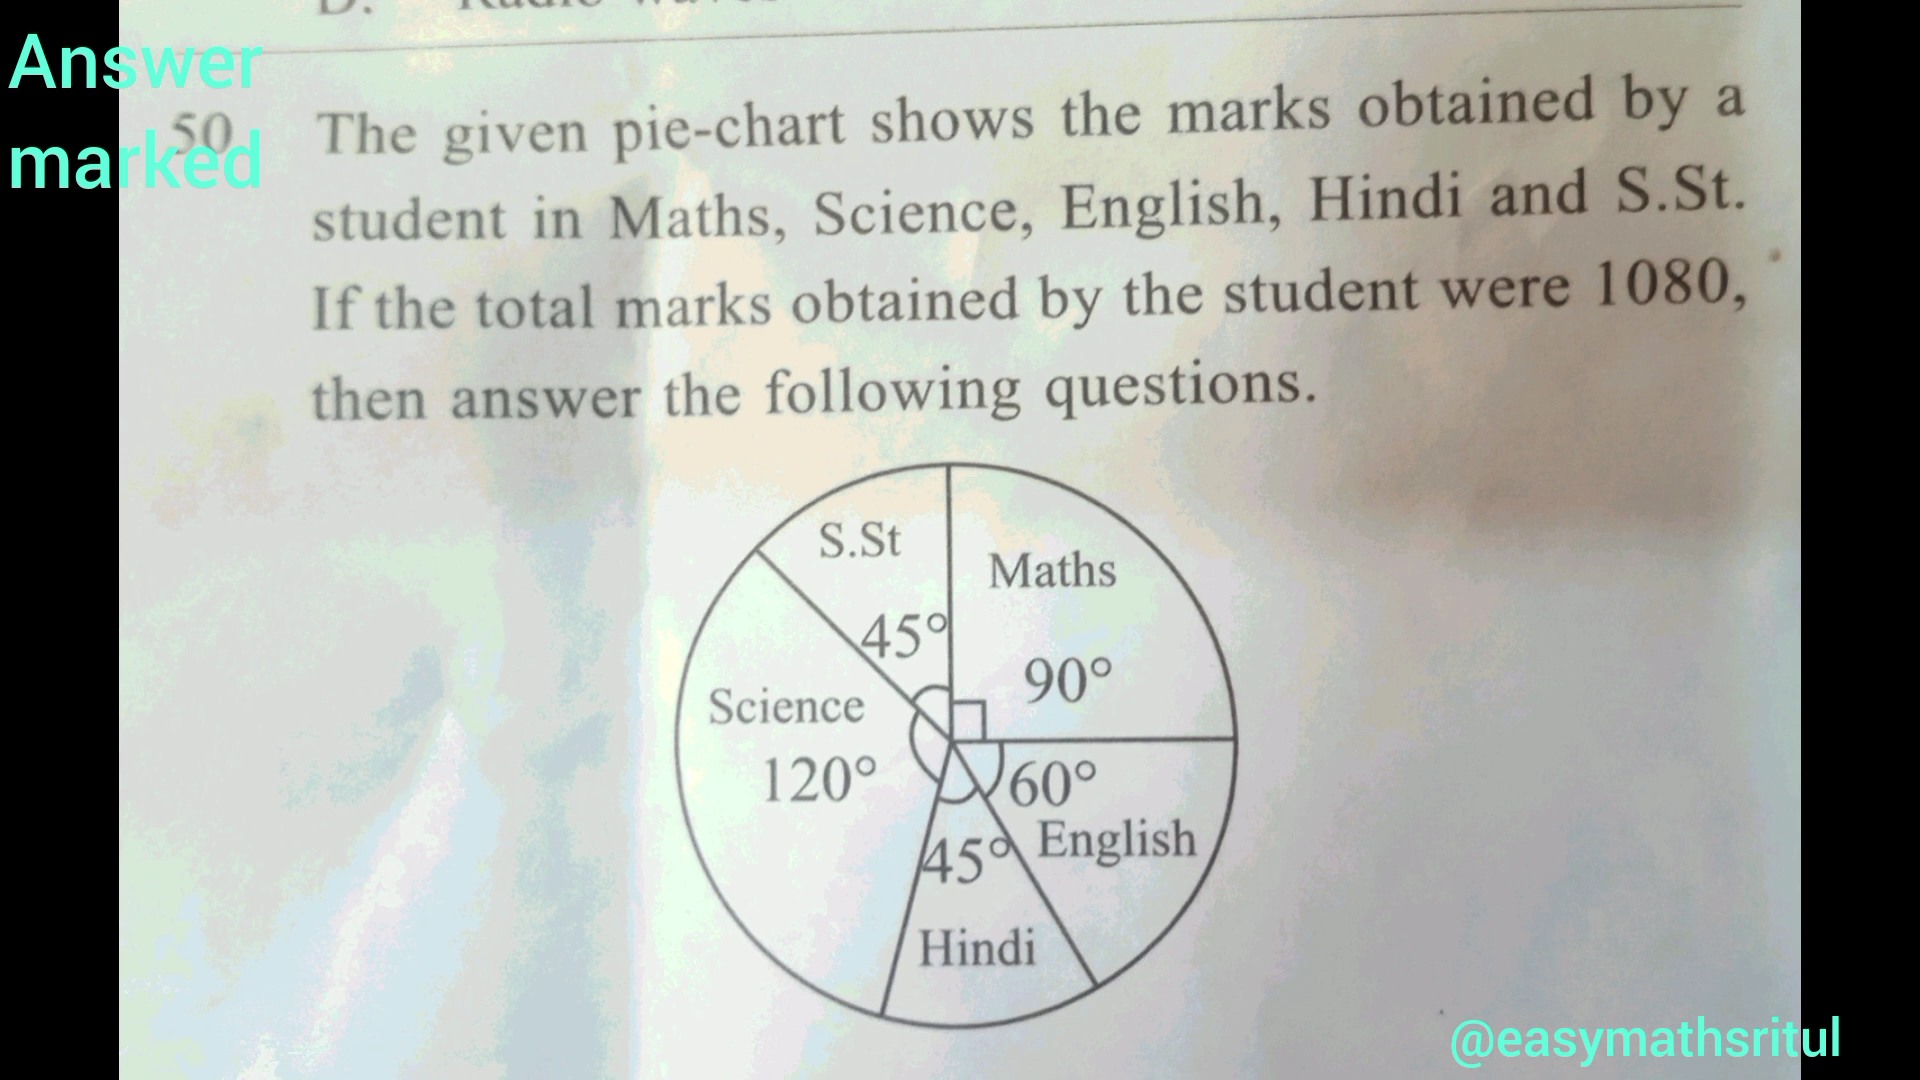 Answer
marked
50. The given pie-chart shows the marks obtained by a
student in Maths, Science, English, Hindi and S.St.
If the total marks obtained by the student were 1080,
then answer the following questions.
S.St
45°
Maths
90°
Science
120°
60°
English
45°
Hindi
@easymathsritul